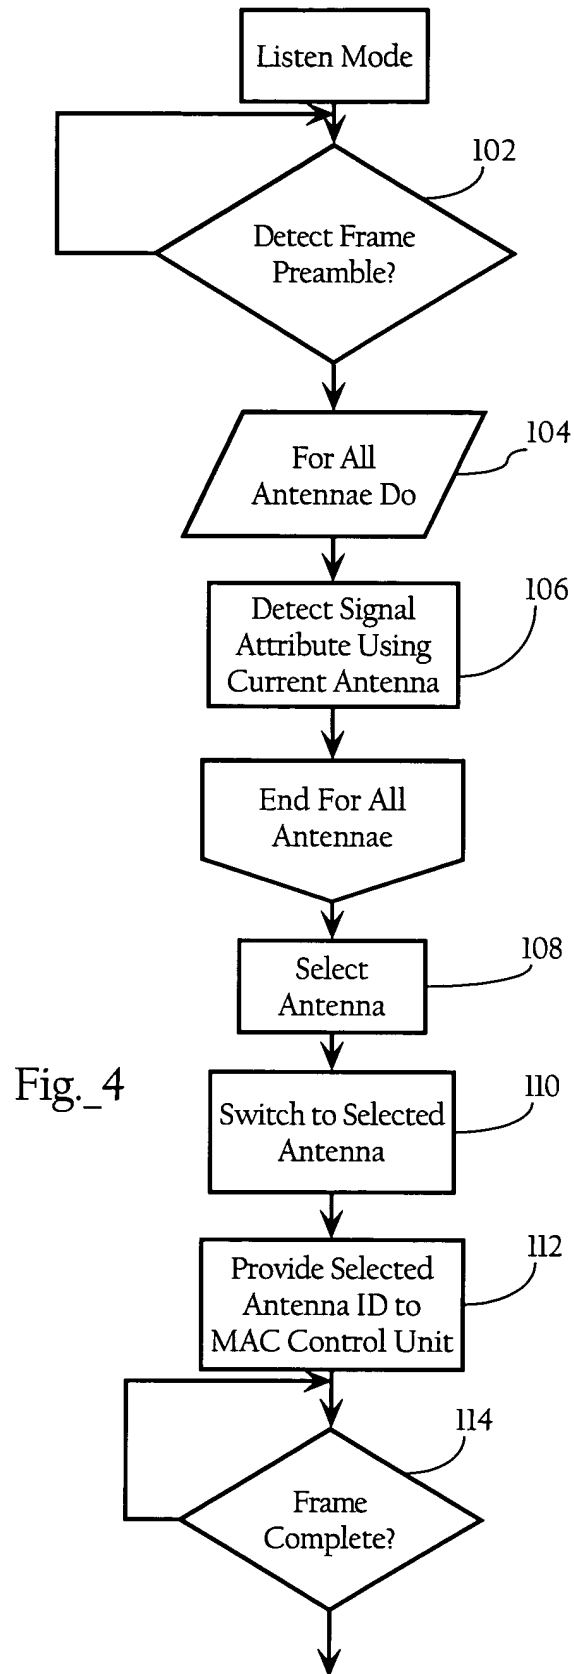 Listen Mode
102
Detect Frame
Preamble?
104
For All
Antennae Do
106
Detect Signal
Attribute Using
Current Antenna
End For All
Antennae
108
Select
Antenna
Fig._4
110
Switch to Selected
Antenna
112
Provide Selected
Antenna ID to
MAC Control Unit
114
Frame
Complete?